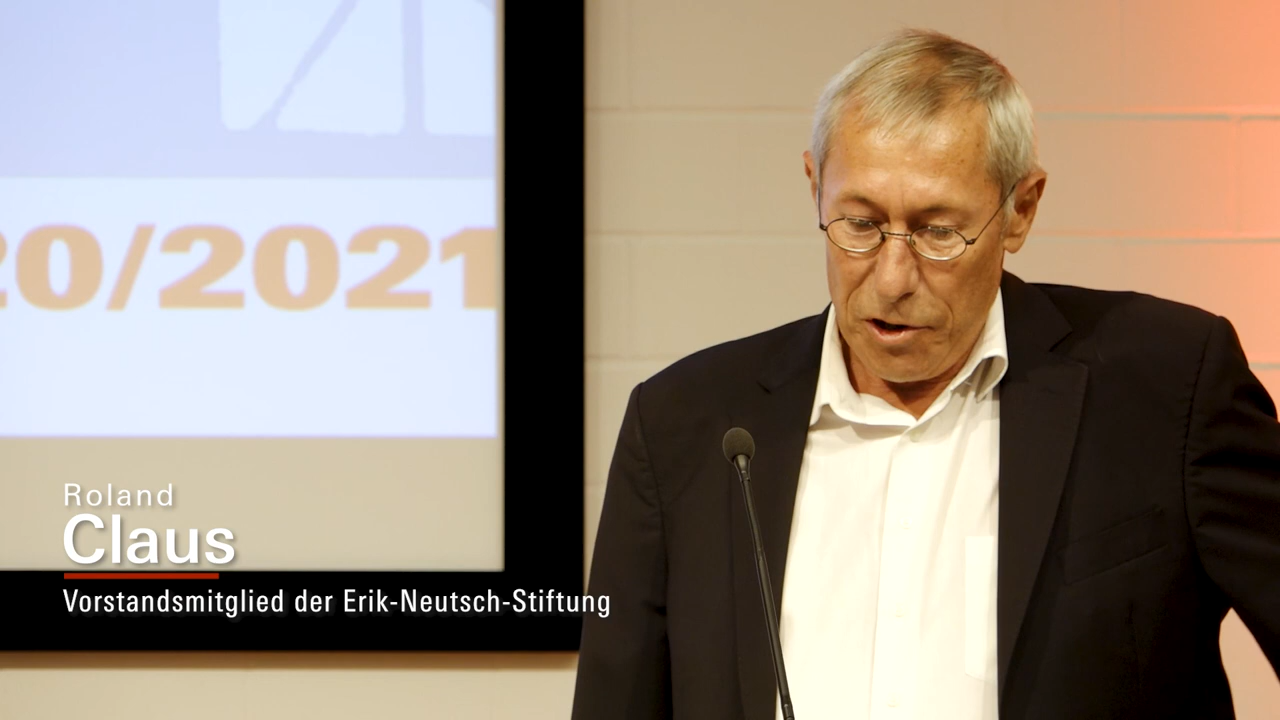 20/2021
Roland
Claus
Vorstandsmitglied der Erik-Neutsch-Stiftung